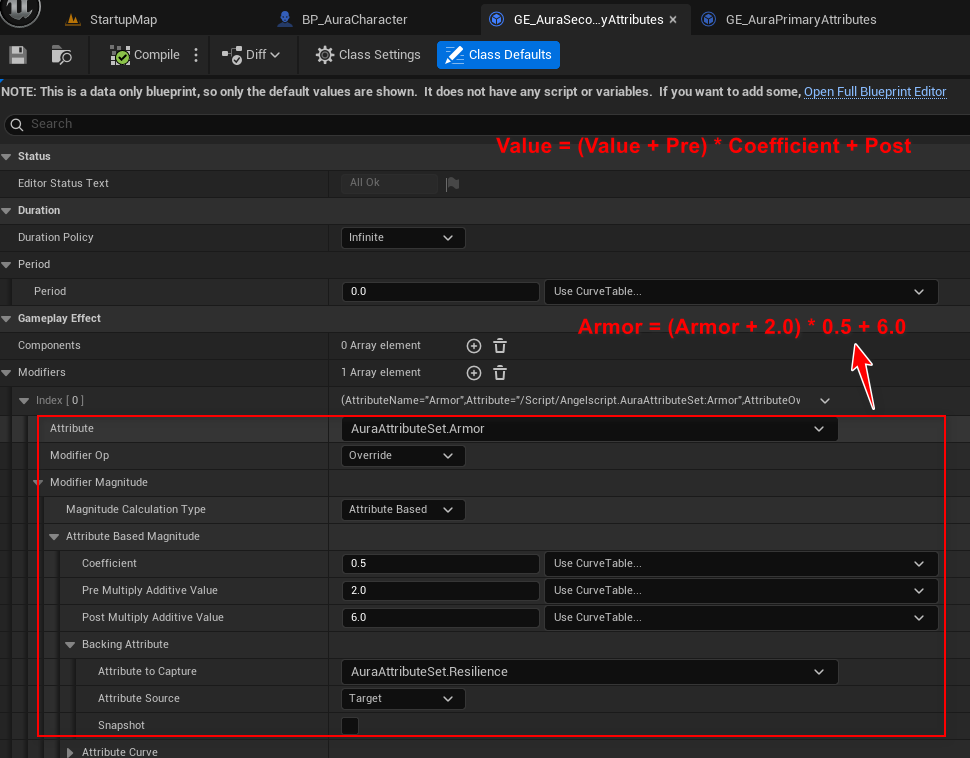 StartupMap
BP_AuraCharacter
GE_AuraSeco...yAttributes
GE_AuraPrimaryAttributes
Compile
Diff
Class Settings
Class Defaults
NOTE: This is a data only blueprint, so only the default values are shown. It does not have any script or variables. If you want to add some, Open Full Blueprint Editor
Search
Value = (Value + Pre) * Coefficient + Post
Status
Editor Status Text
All Ok
Duration
Duration Policy
Infinite
Period
Period
0.0
Use CurveTable...
Gameplay Effect
Armor = (Armor + 2.0) * 0.5 + 6.0
Components
0 Array element
Modifiers
1 Array element
Index [ 0 ]
(AttributeName="Armor",Attribute="/Script/Angelscript.AuraAttributeSet:Armor",AttributeOv
Attribute
AuraAttributeSet.Armor
Modifier Op
Override
Modifier Magnitude
Magnitude Calculation Type
Attribute Based
Attribute Based Magnitude
Coefficient
0.5
Use CurveTable...
Pre Multiply Additive Value
2.0
Use CurveTable...
Post Multiply Additive Value
6.0
Use CurveTable...
Backing Attribute
Attribute to Capture
AuraAttributeSet.Resilience
Attribute Source
Target
Snapshot
Attribute Curve